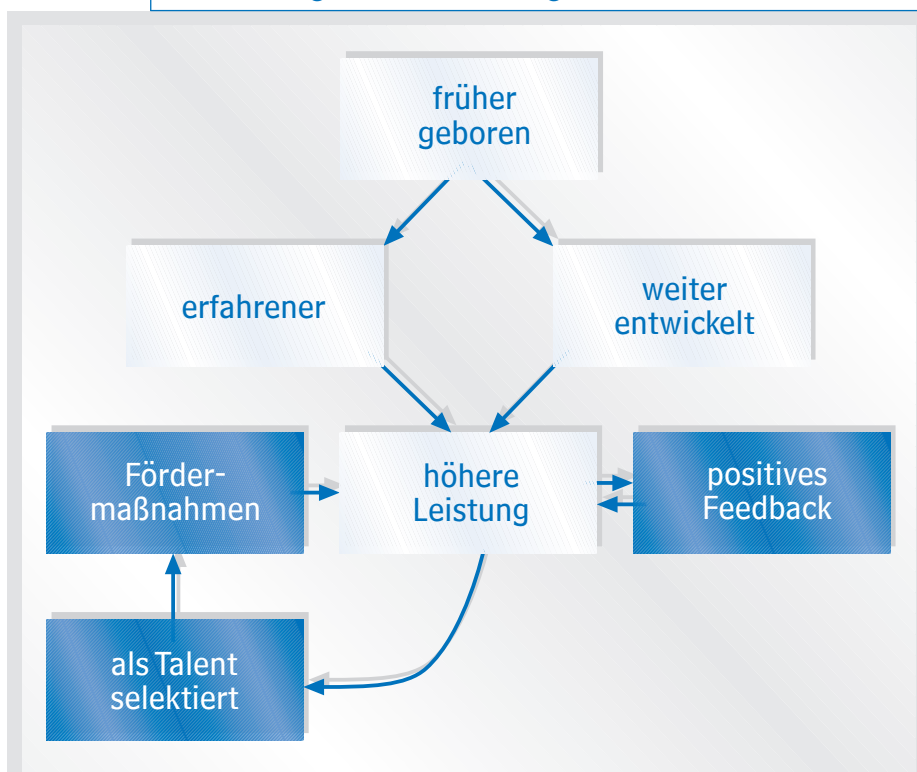 früher
geboren
erfahrener
weiter
entwickelt
Förder-
maßnahmen
höhere
Leistung
positives
Feedback
als Talent
selektiert